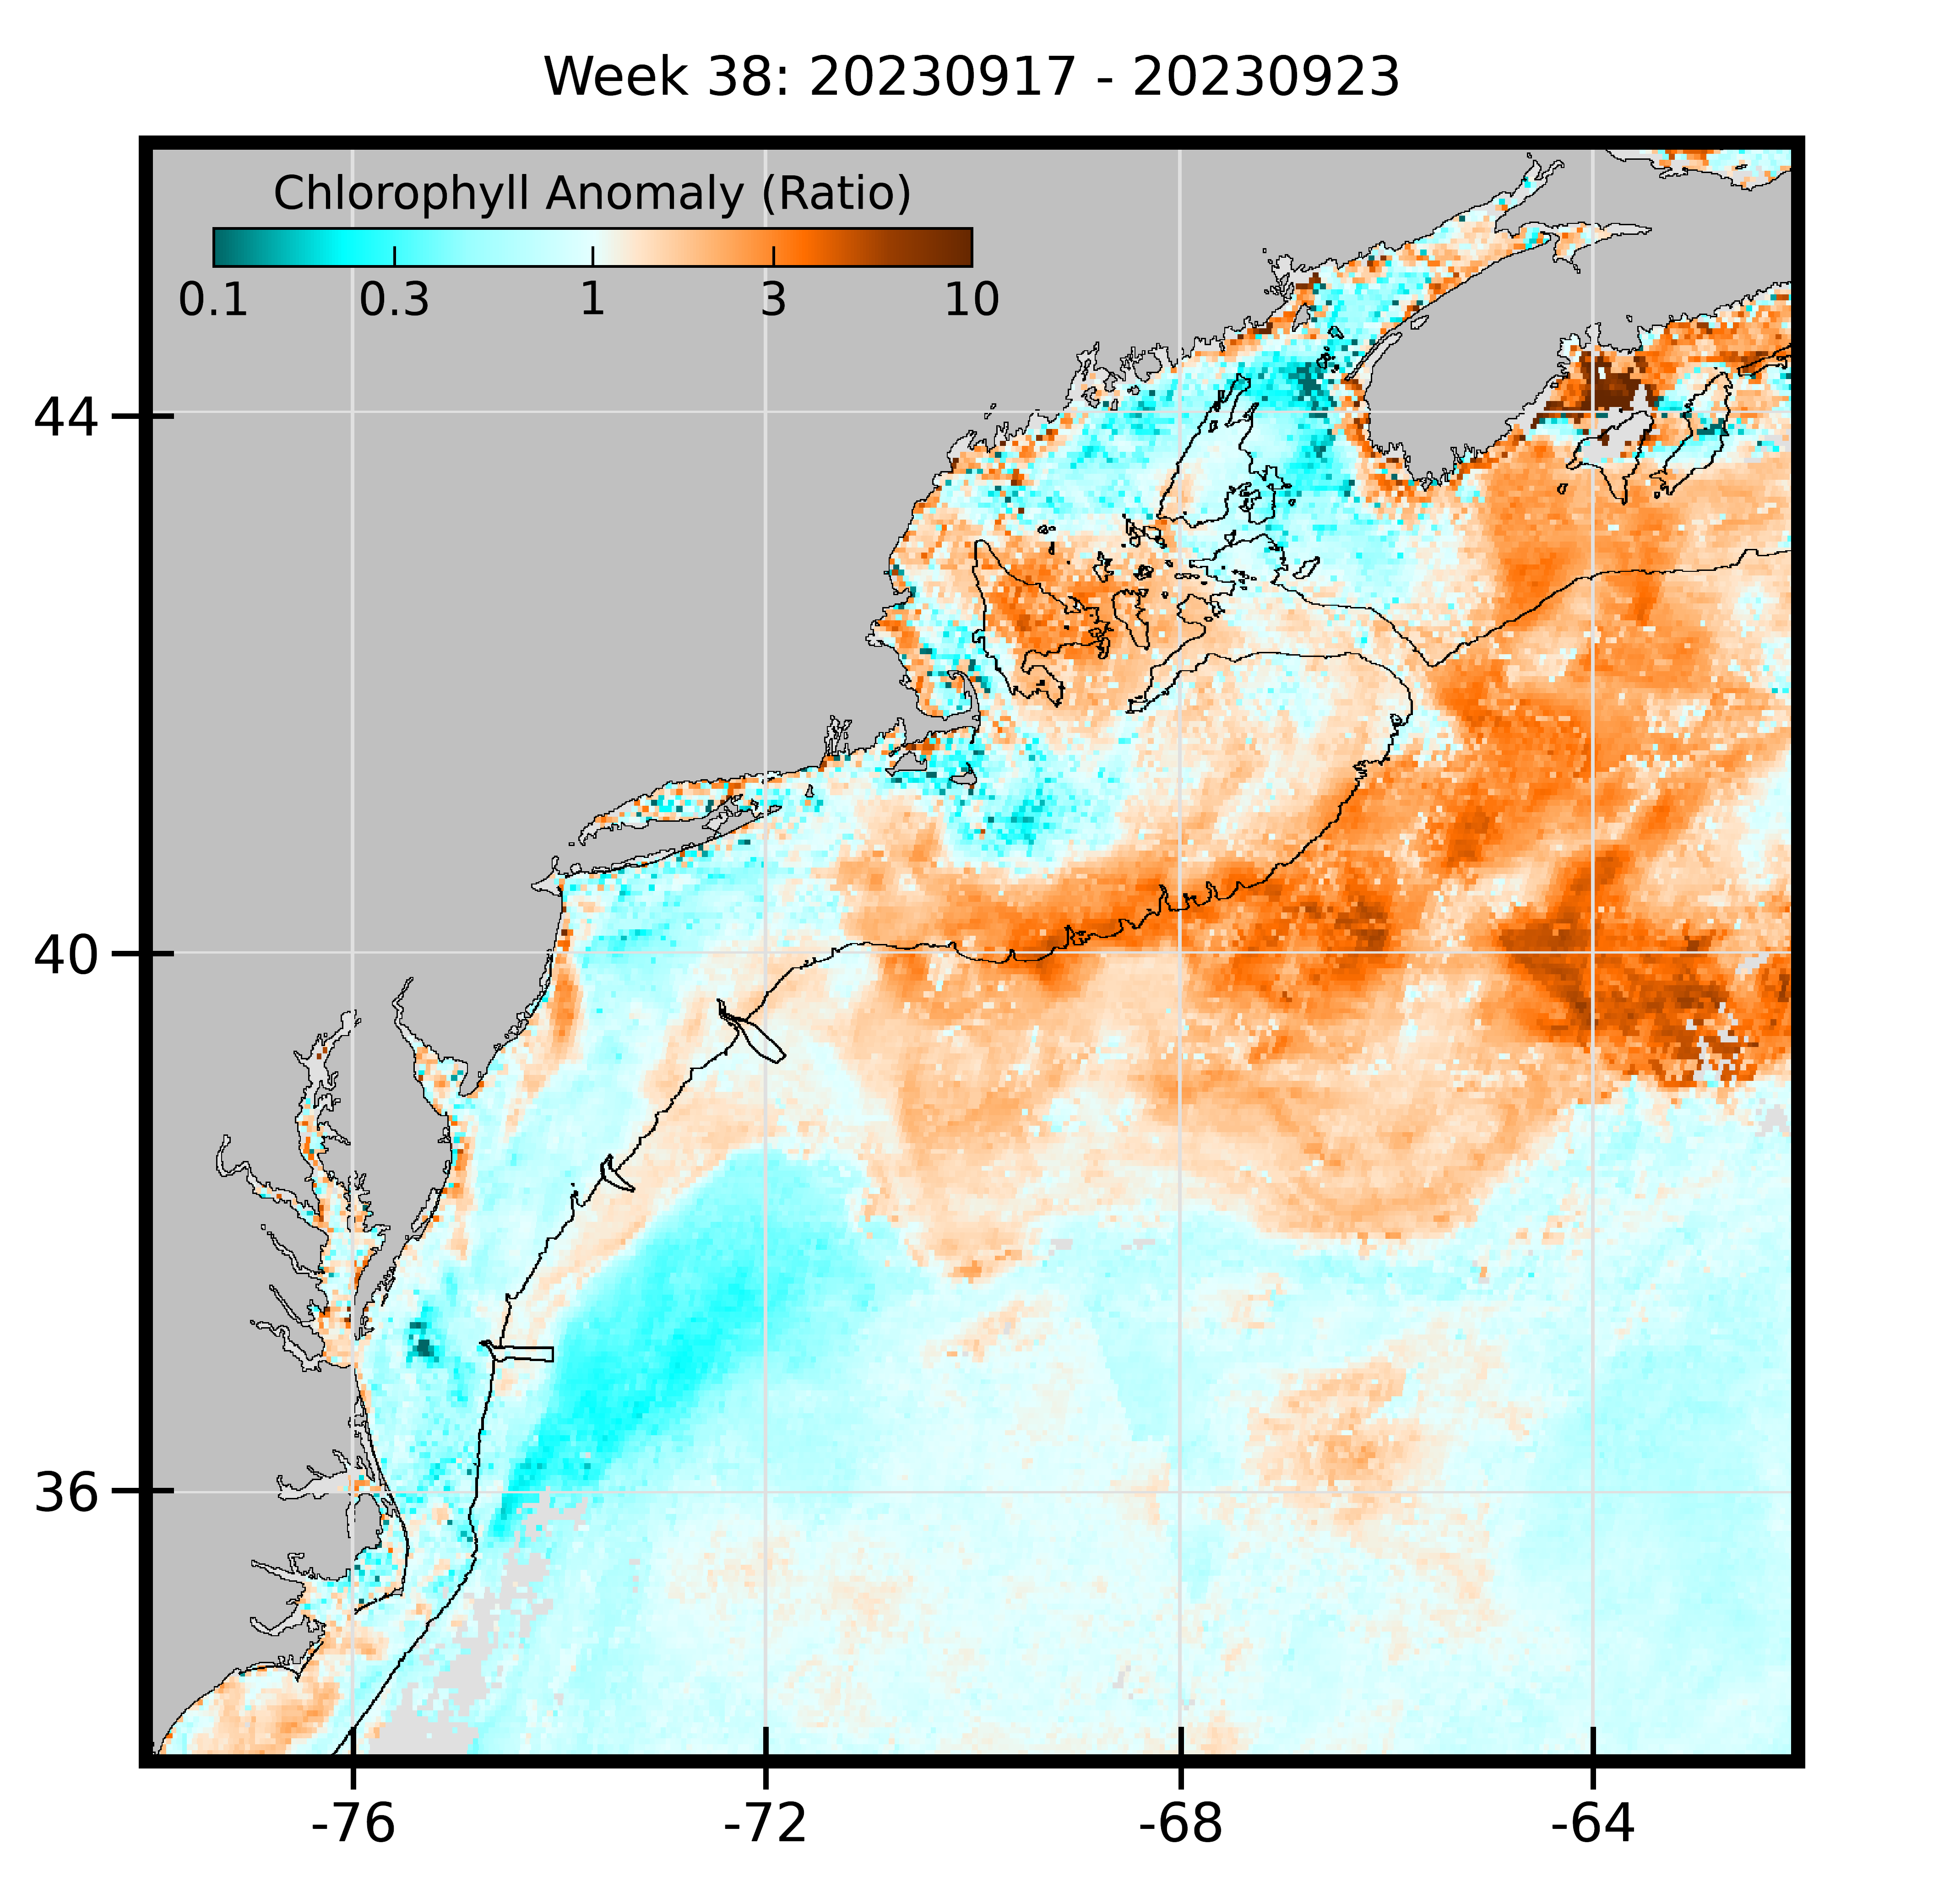 Week 38: 20230917 - 20230923
Chlorophyll Anomaly (Ratio)
0.1 0.3 1 3 10
44
40
36
-76 -72 -68 -64